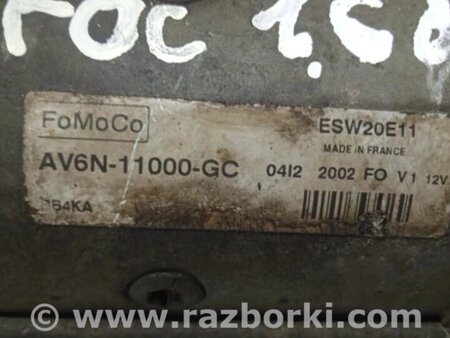 FOC 1.6
FoMoCo
ESW20E11
MADE IN FRANCE
AV6N-11000-GC 0412 2002 FO V1 12V
B4KA
www.razborki.com